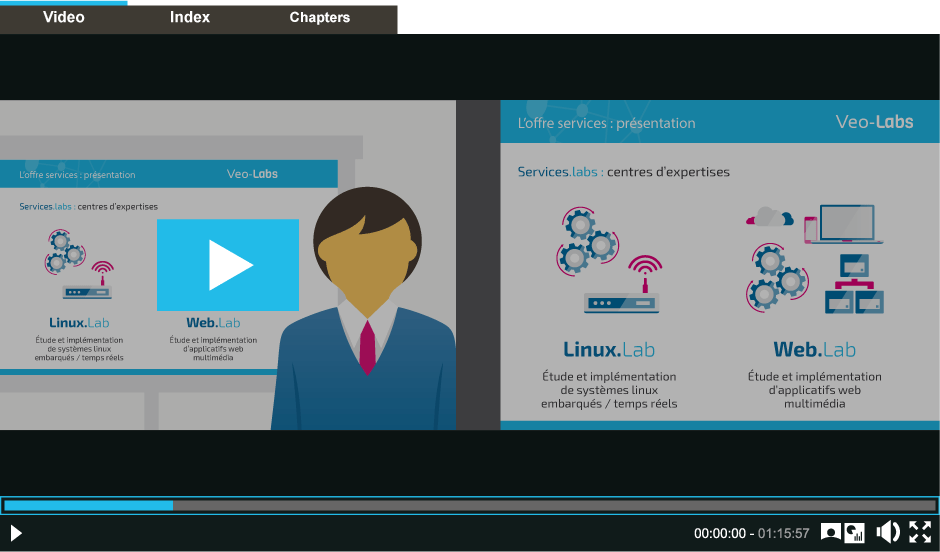 Video Index Chapters
L'offre services : présentation Veo-Labs
Services.labs : centres d'expertises
Linux.Lab Web.Lab
Étude et implémentation
de systèmes linux
embarqués / temps réels
Étude et implémentation
d'applicatifs web
multimédia
L'offre services : présentation Veo-Labs
Services.labs : centres d'expertises
Linux.Lab Web.Lab
Étude et implémentation
de systèmes linux
embarqués / temps réels
Étude et implémentation
d'applicatifs web
multimédia
00:00:00 - 01:15:57